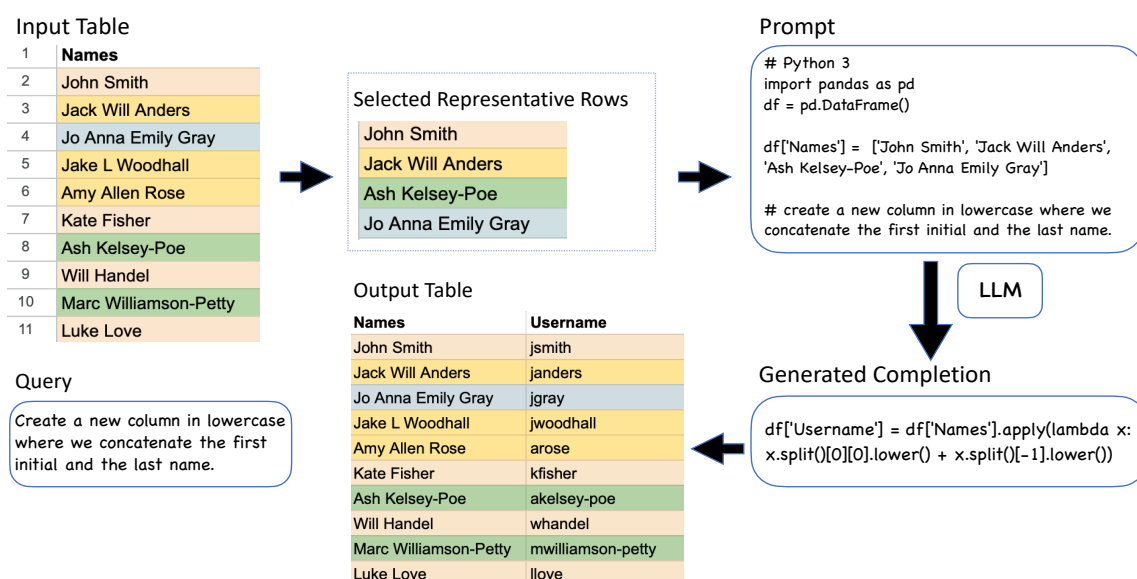 Input Table
1 Names
2 John Smith
3 Jack Will Anders
4 Jo Anna Emily Gray
5 Jake L Woodhall
6 Amy Allen Rose
7 Kate Fisher
8 Ash Kelsey-Poe
9 Will Handel
10 Marc Williamson-Petty
11 Luke Love
Query
Create a new column in lowercase
where we concatenate the first
initial and the last name.
Selected Representative Rows
John Smith
Jack Will Anders
Ash Kelsey-Poe
Jo Anna Emily Gray
Prompt
# Python 3
import pandas as pd
df = pd.DataFrame()
df['Names'] = ['John Smith', 'Jack Will Anders',
'Ash Kelsey-Poe', 'Jo Anna Emily Gray']
# create a new column in lowercase where we
concatenate the first initial and the last name.
LLM
Generated Completion
df['Username'] = df['Names'].apply(lambda x:
x.split()[0][0].lower() + x.split()[-1].lower())
Output Table
Names Username
John Smith jsmith
Jack Will Anders janders
Jo Anna Emily Gray jgray
Jake L Woodhall jwoodhall
Amy Allen Rose arose
Kate Fisher kfisher
Ash Kelsey-Poe akelsey-poe
Will Handel whandel
Marc Williamson-Petty mwilliamson-petty
Luke Love llove